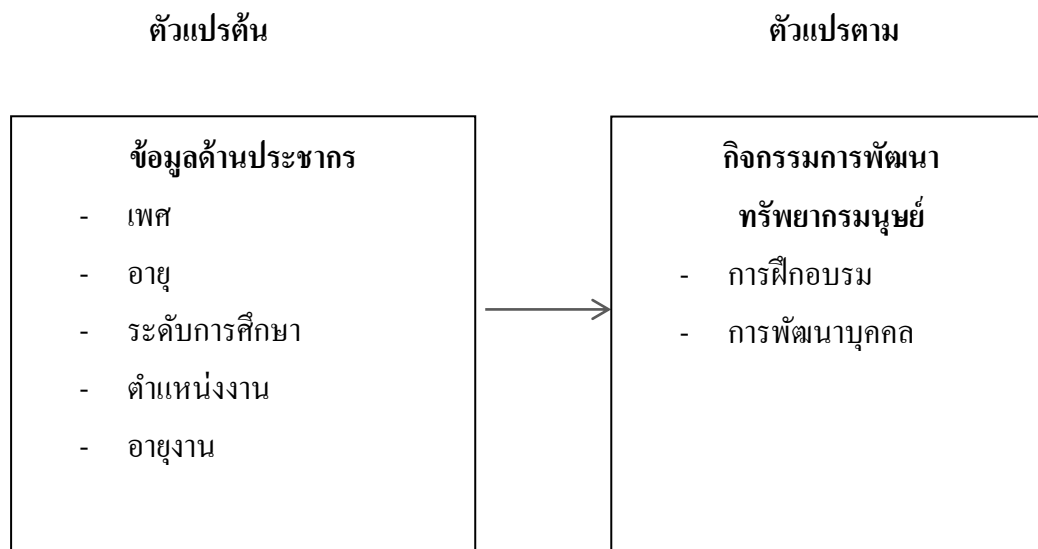 ตัวแปรต้น
ตัวแปรตาม
ข้อมูลด้านประชากร
- เพศ
- อายุ
- ระดับการศึกษา
- ตำแหน่งงาน
- อายุงาน
กิจกรรมการพัฒนา
ทรัพยากรมนุษย์
- การฝึกอบรม
- การพัฒนาบุคคล